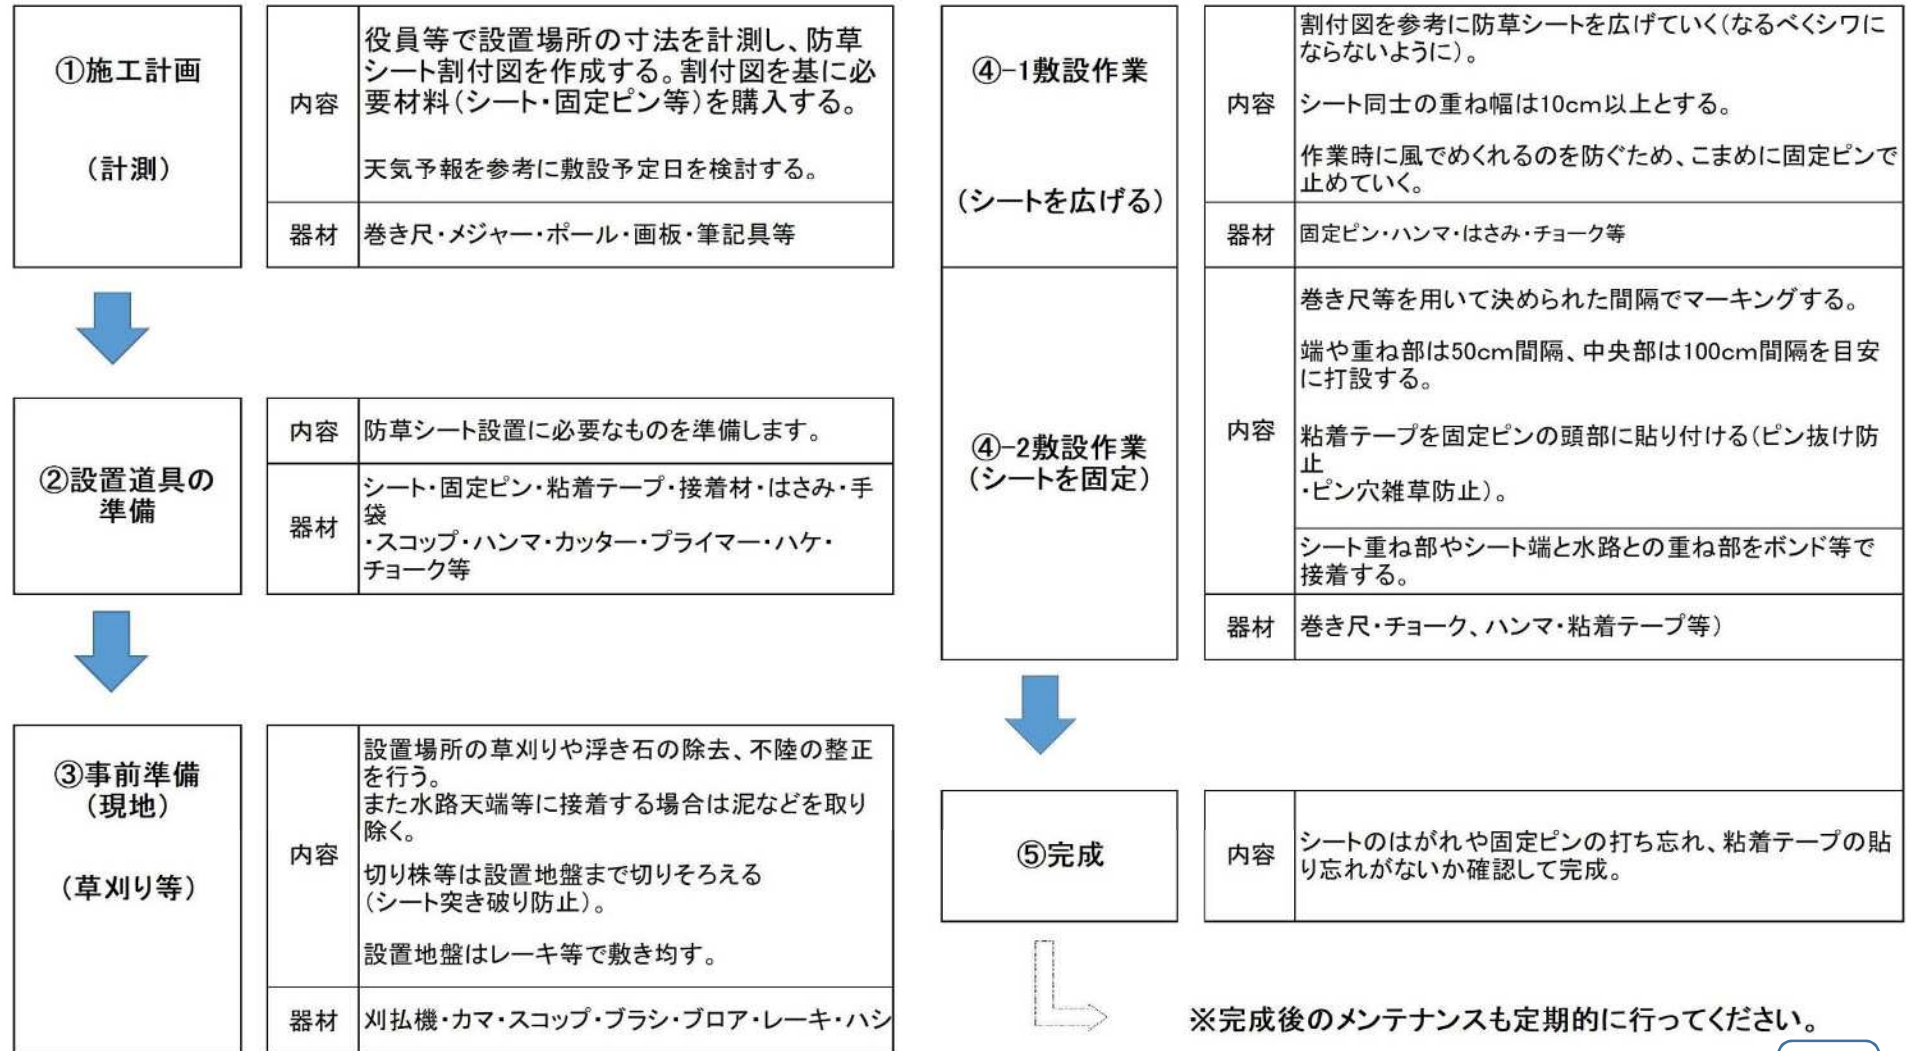 ①施工計画
(計測)
内容
役員等で設置場所の寸法を計測し、防草
シート割付図を作成する。割付図を基に必
要材料(シート・固定ピン等)を購入する。
天気予報を参考に敷設予定日を検討する。
器材
巻き尺・メジャー・ポール・画板・筆記具等
②設置道具の
準備
内容
防草シート設置に必要なものを準備します。
器材
シート・固定ピン・粘着テープ・接着材・はさみ・手
袋
・スコップ・ハンマ・カッター・プライマー・ハケ・
チョーク等
③事前準備
(現地)
(草刈り等)
内容
設置場所の草刈りや浮き石の除去、不陸の整正
を行う。
また水路天端等に接着する場合は泥などを取り
除く。
切り株等は設置地盤まで切りそろえる
(シート突き破り防止)。
設置地盤はレーキ等で敷き均す。
器材
刈払機・カマ・スコップ・ブラシ・ブロア・レーキ・ハシ
④-1敷設作業
(シートを広げる)
内容
割付図を参考に防草シートを広げていく(なるべくシワに
ならないように)。
シート同士の重ね幅は10cm以上とする。
作業時に風でめくれるのを防ぐため、こまめに固定ピンで
止めていく。
器材
固定ピン・ハンマ・はさみ・チョーク等
④-2敷設作業
(シートを固定)
内容
巻き尺等を用いて決められた間隔でマーキングする。
端や重ね部は50cm間隔、中央部は100cm間隔を目安
に打設する。
粘着テープを固定ピンの頭部に貼り付ける(ピン抜け防
止
・ピン穴雑草防止)。
シート重ね部やシート端と水路との重ね部をボンド等で
接着する。
器材
巻き尺・チョーク、ハンマ・粘着テープ等)
⑤完成
内容
シートのはがれや固定ピンの打ち忘れ、粘着テープの貼
り忘れがないか確認して完成。
※完成後のメンテナンスも定期的に行ってください。